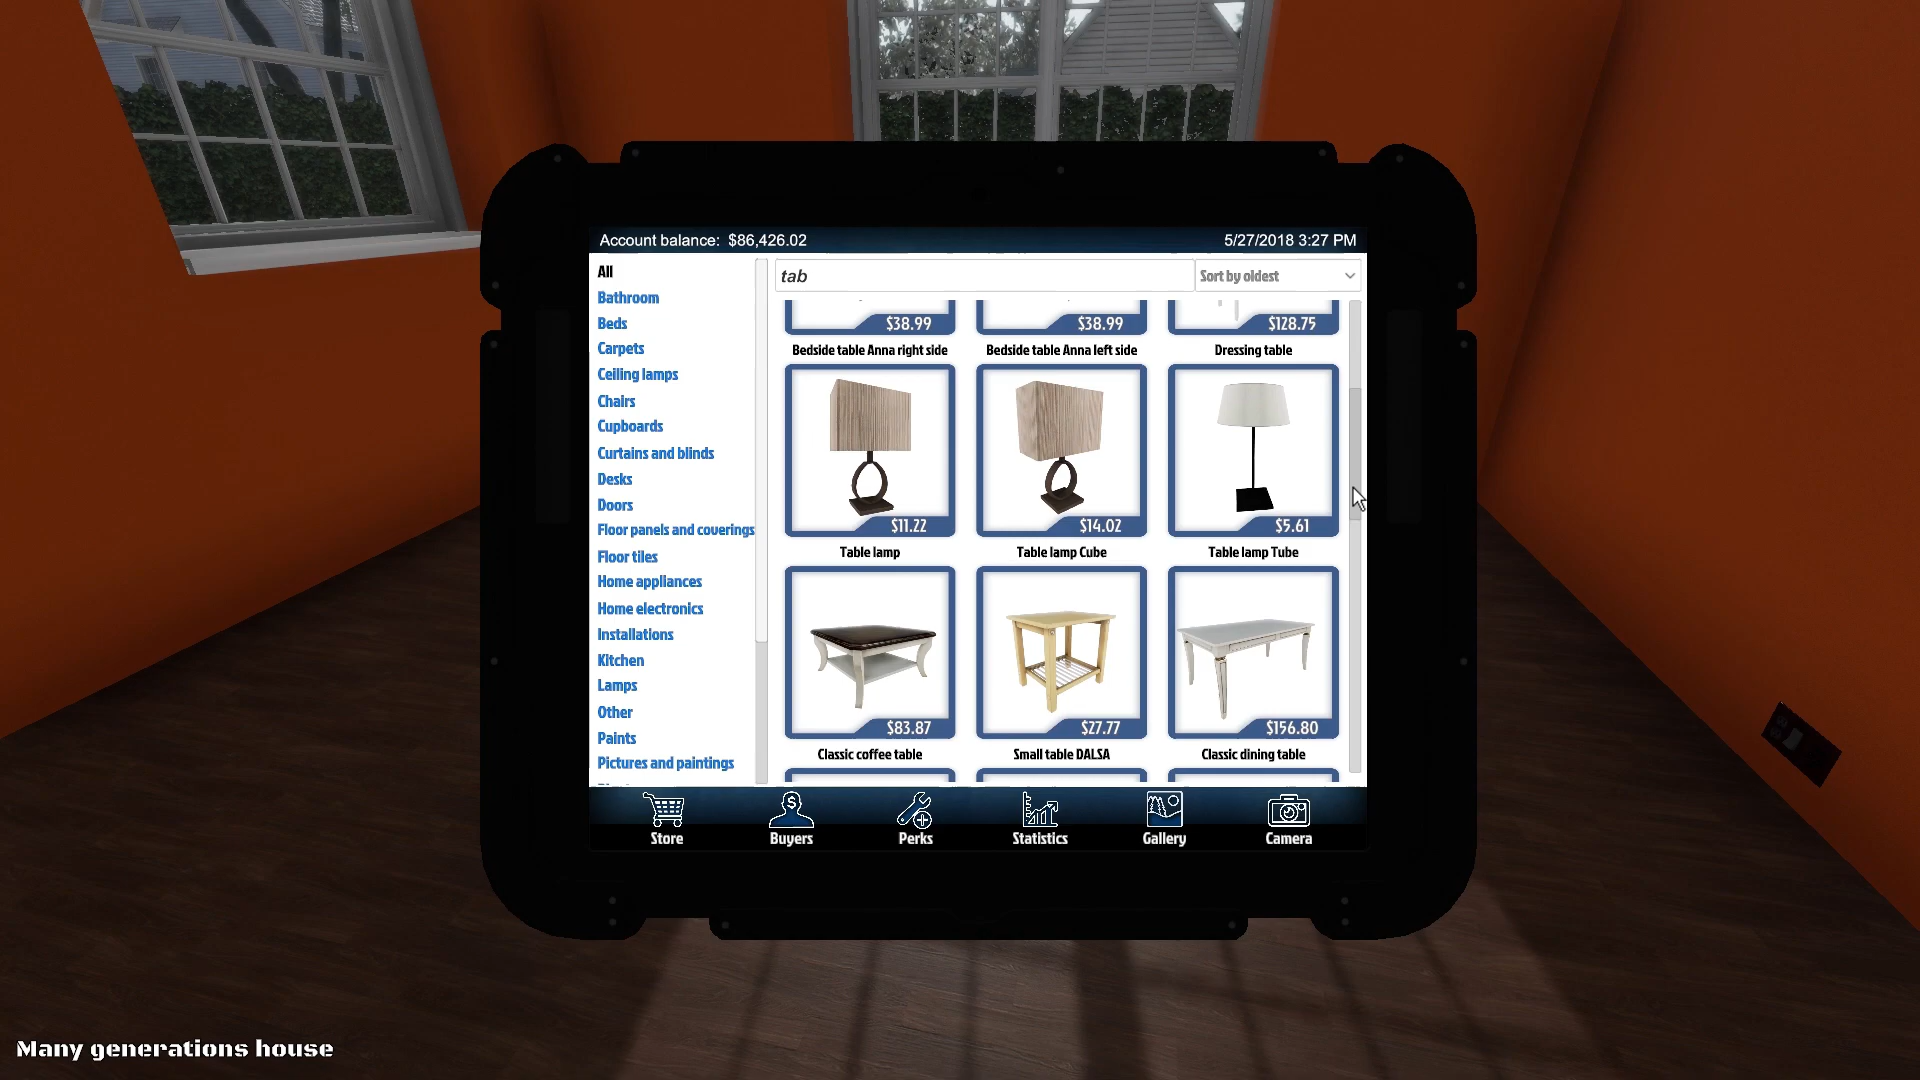 Account balance: $86,426.02
5/27/2018 3:27 PM
All
Bathroom
Beds
Carpets
Ceiling lamps
Chairs
Cupboards
Curtains and blinds
Desks
Doors
Floor panels and coverings
Floor tiles
Home appliances
Home electronics
Installations
Kitchen
Lamps
Other
Paints
Pictures and paintings
tab
Sort by oldest
$38.99
$38.99
$128.75
Bedside table Anna right side
Bedside table Anna left side
Dressing table
$11.22
$14.02
$5.61
Table lamp
Table lamp Cube
Table lamp Tube
$83.87
$27.77
$156.80
Classic coffee table
Small table DALSA
Classic dining table
Store
Buyers
Perks
Statistics
Gallery
Camera
Many generations house